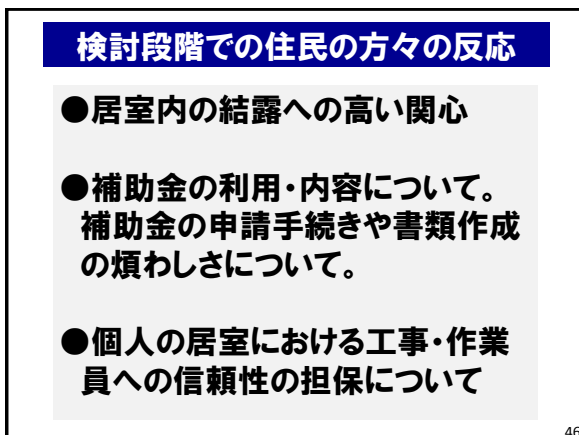 検討段階での住民の方々の反応
●居室内の結露への高い関心
●補助金の利用・内容について。
補助金の申請手続きや書類作成
の煩わしさについて。
●個人の居室における工事・作業
員への信頼性の担保について
46